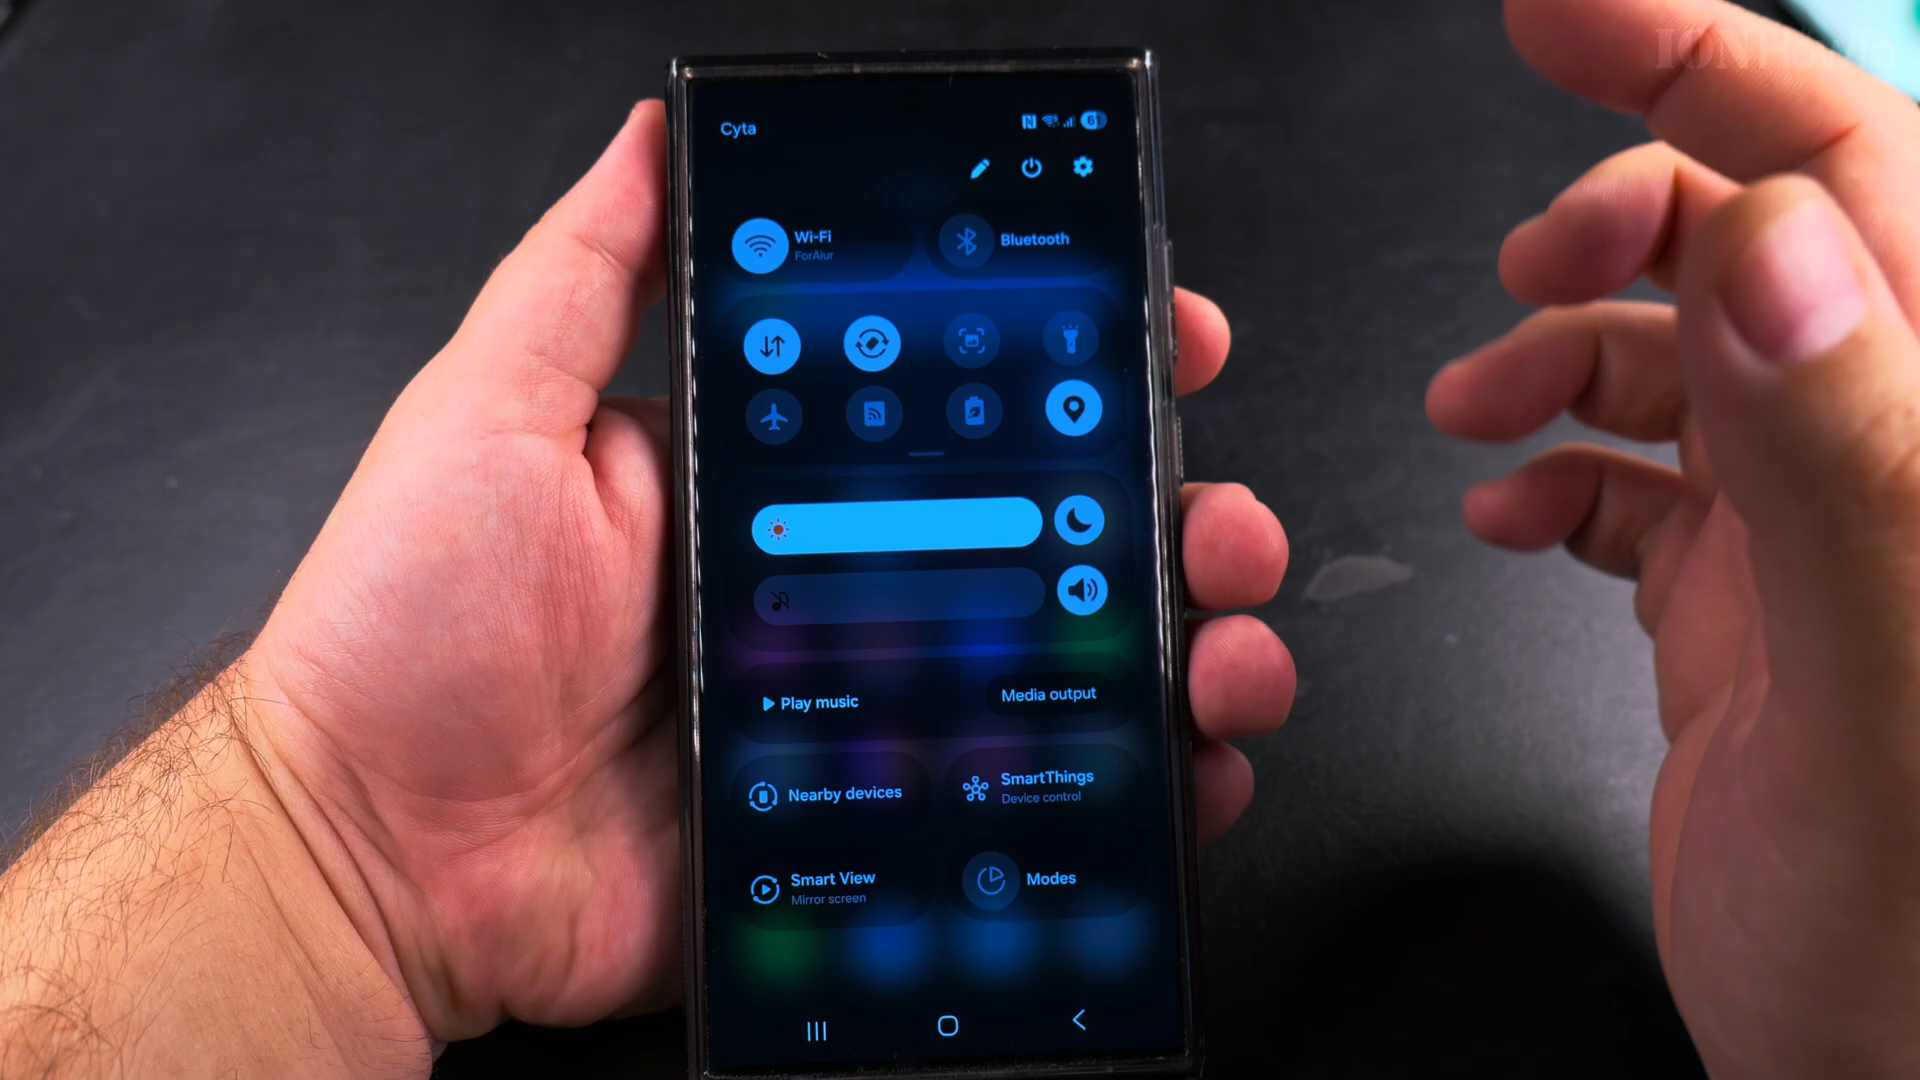 Cyta
61
Wi-Fi
ForAiur
Bluetooth
Play music
Media output
Nearby devices
SmartThings
Device control
Smart View
Mirror screen
Modes